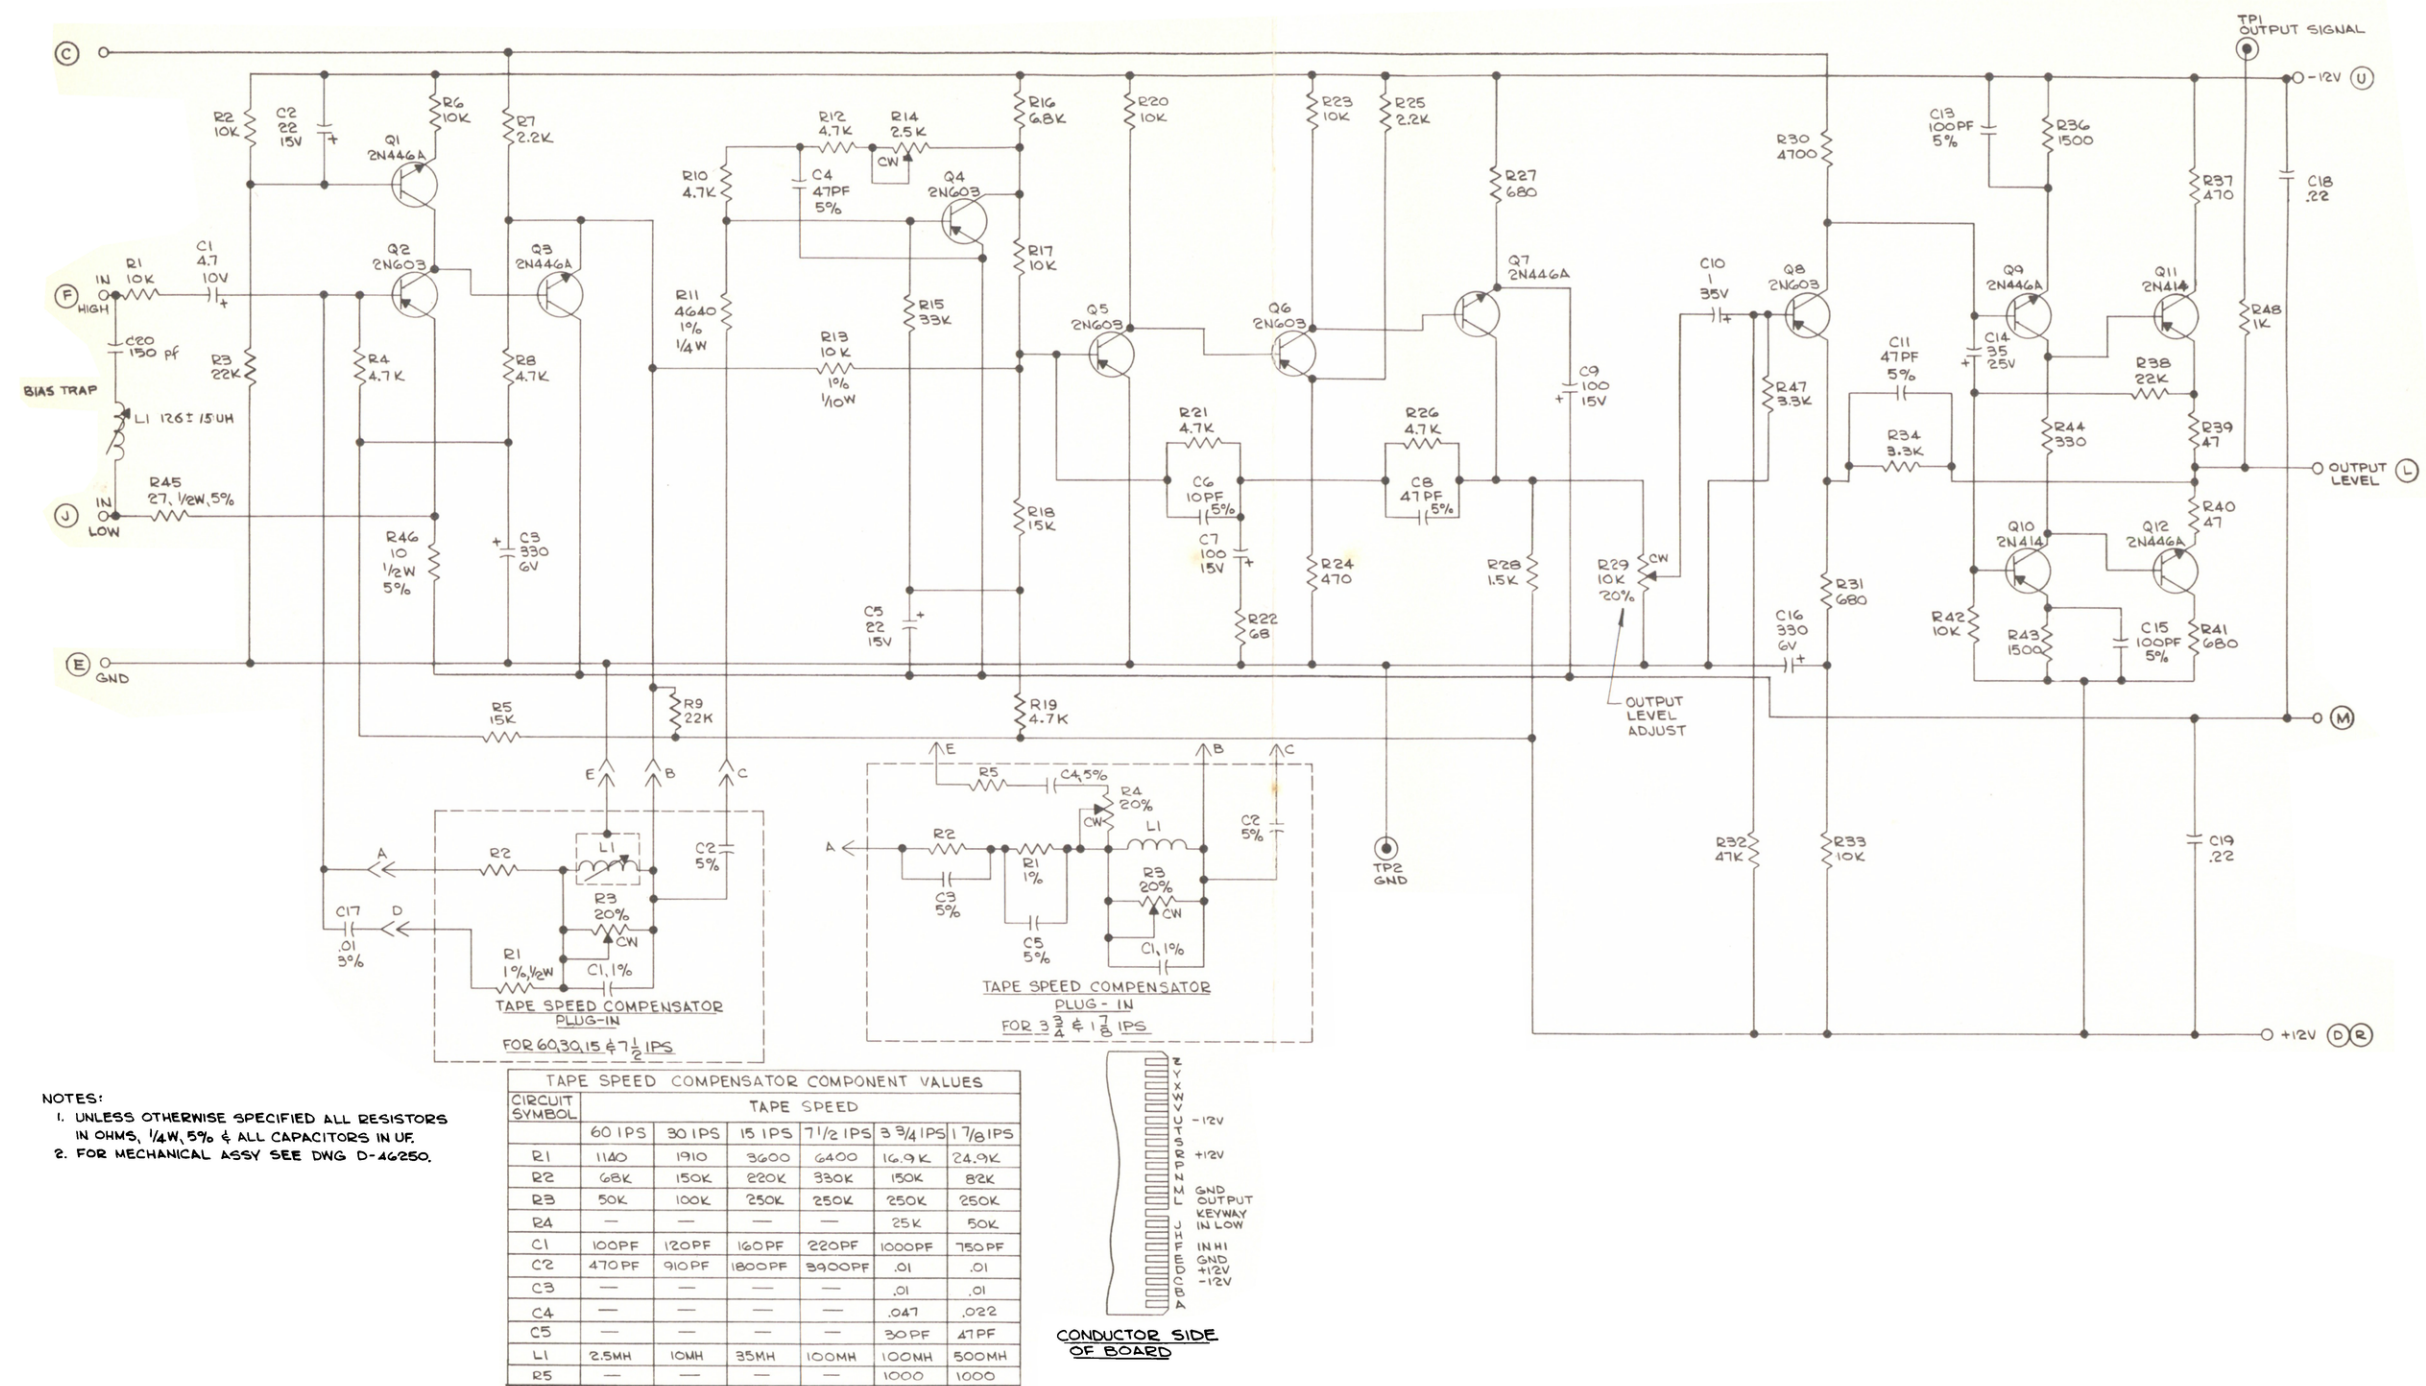 TP1
OUTPUT SIGNAL
C
-12V U
R2
10K
C2
22
15V
R6
10K
Q1
2N446A
R7
2.2K
R12
4.7K
R14
2.5K
CW
R16
6.8K
R20
10K
R23
10K
R25
2.2K
R30
4700
C13
100PF
5%
R36
1500
R10
4.7K
C4
47PF
5%
Q4
2N603
R27
680
R37
470
C18
.22
IN
F
HIGH
R1
10K
C1
4.7
10V
Q2
2N603
Q3
2N446A
R11
4640
1%
1/4W
R15
33K
R17
10K
Q5
2N603
Q6
2N603
Q7
2N446A
C10
1
35V
Q8
2N603
Q9
2N446A
Q11
2N414
R48
1K
C20
150 pf
BIAS TRAP
L1 126±15UH
R3
22K
R4
4.7K
R8
4.7K
R13
10K
1%
1/10W
C9
100
15V
R47
3.3K
C11
47PF
5%
R34
3.3K
C14
35
25V
R38
22K
R44
330
R39
47
OUTPUT
LEVEL
L
R21
4.7K
C6
10PF
5%
R26
4.7K
C8
47PF
5%
R45
27, 1/2W, 5%
J
IN
LOW
R46
10
1/2W
5%
C3
330
6V
R18
15K
C7
100
15V
R22
68
R24
470
R28
1.5K
R29
10K
20%
CW
R31
680
C16
330
6V
Q10
2N414
Q12
2N446A
R40
47
R42
10K
R43
1500
C15
100PF
5%
R41
680
C5
22
15V
E
GND
R5
15K
R9
22K
R19
4.7K
OUTPUT
LEVEL
ADJUST
M
E
B
C
A
R2
L1
C2
5%
R3
20%
CW
C17
.01
3%
D
R1
1%, 1/2W
C1, 1%
TAPE SPEED COMPENSATOR
PLUG-IN
FOR 60,30,15 & 7 1/2 IPS
E
B
C
R5
C4, 5%
R4
20%
CW
A
R2
C3
5%
R1
1%
C5
5%
L1
R3
20%
CW
C1, 1%
C2
5%
TAPE SPEED COMPENSATOR
PLUG-IN
FOR 3 3/4 & 1 7/8 IPS
TP2
GND
R32
47K
R33
10K
C19
.22
+12V D R
NOTES:
1. UNLESS OTHERWISE SPECIFIED ALL RESISTORS
IN OHMS, 1/4W, 5% & ALL CAPACITORS IN UF.
2. FOR MECHANICAL ASSY SEE DWG D-46250.
TAPE SPEED COMPENSATOR COMPONENT VALUES
CIRCUIT
SYMBOL
TAPE SPEED
60 IPS 30 IPS 15 IPS 7 1/2 IPS 3 3/4 IPS 1 7/8 IPS
R1 1140 1910 3600 6400 16.9K 24.9K
R2 68K 150K 220K 330K 150K 82K
R3 50K 100K 250K 250K 250K 250K
R4 — — — — 25K 50K
C1 100PF 120PF 160PF 220PF 1000PF 750PF
C2 470PF 910PF 1800PF 3900PF .01 .01
C3 — — — — .01 .01
C4 — — — — .047 .022
C5 — — — — 30PF 47PF
L1 2.5MH 10MH 35MH 100MH 100MH 500MH
R5 — — — — 1000 1000
Z
Y
X
W
V
U -12V
T
S
R +12V
P
N
M GND
L OUTPUT
KEYWAY
J IN LOW
H
F IN HI
E GND
D +12V
C -12V
B
A
CONDUCTOR SIDE
OF BOARD